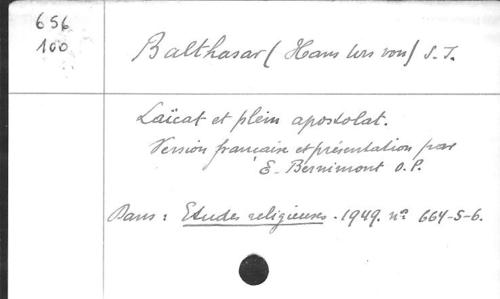 656
100
Balthasar (Hans Urs von) S. J.
Laïcat et plein apostolat.
Version française et présentation par
E. Bernimont O.P.
Dans : Etudes religieuses. 1949. n° 664-5-6.